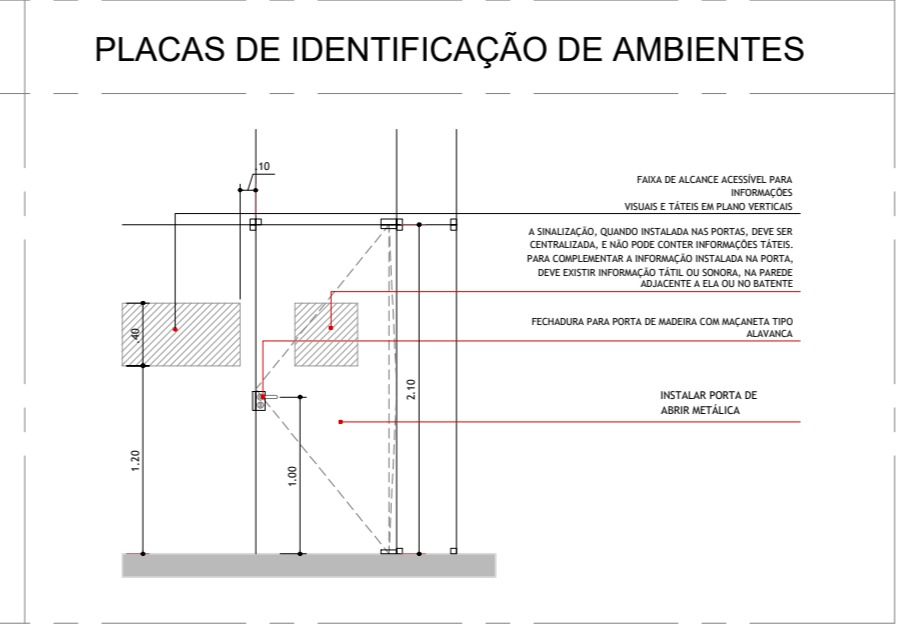 PLACAS DE IDENTIFICAÇÃO DE AMBIENTES
.10
FAIXA DE ALCANCE ACESSÍVEL PARA
INFORMAÇÕES
VISUAIS E TÁTEIS EM PLANO VERTICAIS
A SINALIZAÇÃO, QUANDO INSTALADA NAS PORTAS, DEVE SER
CENTRALIZADA, E NÃO PODE CONTER INFORMAÇÕES TÁTEIS.
PARA COMPLEMENTAR A INFORMAÇÃO INSTALADA NA PORTA,
DEVE EXISTIR INFORMAÇÃO TÁTIL OU SONORA, NA PAREDE
ADJACENTE A ELA OU NO BATENTE
FECHADURA PARA PORTA DE MADEIRA COM MAÇANETA TIPO
ALAVANCA
.40
2.10
INSTALAR PORTA DE
ABRIR METÁLICA
1.20
1.00